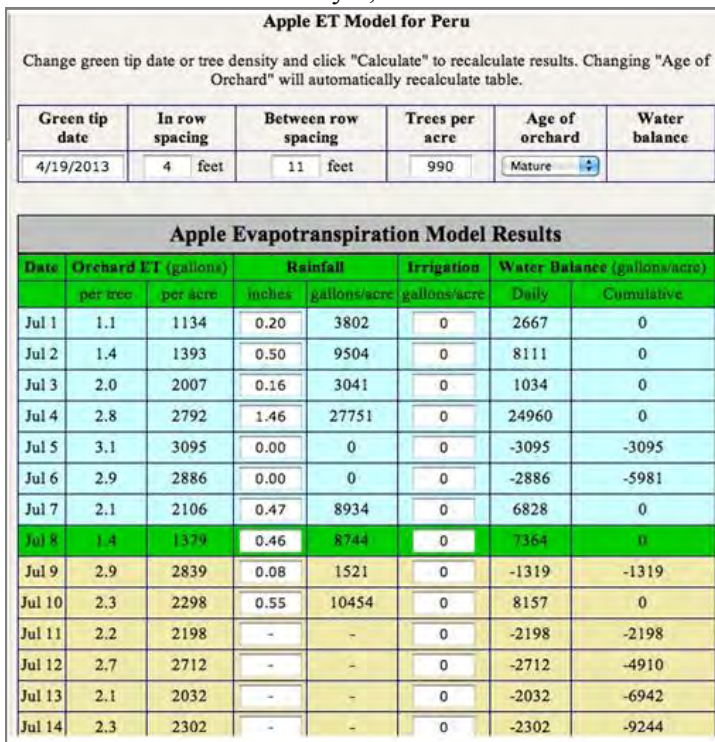 Apple ET Model for Peru
Change green tip date or tree density and click "Calculate" to recalculate results. Changing "Age of
Orchard" will automatically recalculate table.
Green tip date In row spacing Between row spacing Trees per acre Age of orchard Water balance
4/19/2013 4 feet 11 feet 990 Mature
Apple Evapotranspiration Model Results
Date Orchard ET (gallons) Rainfall Irrigation Water Balance (gallons/acre)
per tree per acre inches gallons/acre gallons/acre Daily Cumulative
Jul 1 1.1 1134 0.20 3802 0 2667 0
Jul 2 1.4 1393 0.50 9504 0 8111 0
Jul 3 2.0 2007 0.16 3041 0 1034 0
Jul 4 2.8 2792 1.46 27751 0 24960 0
Jul 5 3.1 3095 0.00 0 0 -3095 -3095
Jul 6 2.9 2886 0.00 0 0 -2886 -5981
Jul 7 2.1 2106 0.47 8934 0 6828 0
Jul 8 1.4 1379 0.46 8744 0 7364 0
Jul 9 2.9 2839 0.08 1521 0 -1319 -1319
Jul 10 2.3 2298 0.55 10454 0 8157 0
Jul 11 2.2 2198 - - 0 -2198 -2198
Jul 12 2.7 2712 - - 0 -2712 -4910
Jul 13 2.1 2032 - - 0 -2032 -6942
Jul 14 2.3 2302 - - 0 -2302 -9244